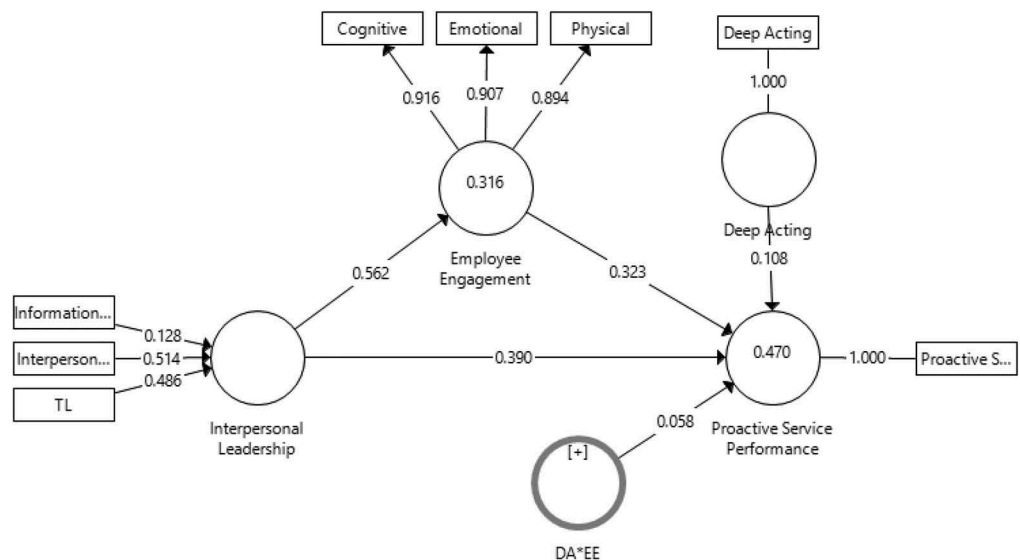 Cognitive
Emotional
Physical
Deep Acting
0.916
0.907
0.894
1.000
0.316
Employee
Engagement
Deep Acting
0.108
0.562
0.323
Information...
0.128
Interperson...
0.514
TL
0.486
0.390
0.470
1.000
Proactive S...
Interpersonal
Leadership
0.058
Proactive Service
Performance
[+]
DA*EE